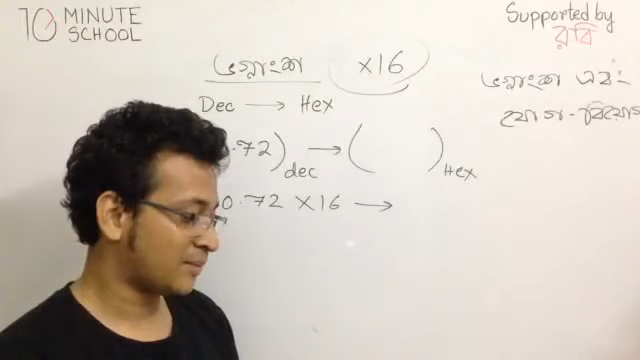 10 MINUTE SCHOOL
Supported by
রবি
ভগ্নাংশ ×16
ভগ্নাংশ এবং
যোগ-বিয়োগ
Dec → Hex
.72)dec → ( )Hex
0.72 ×16 →